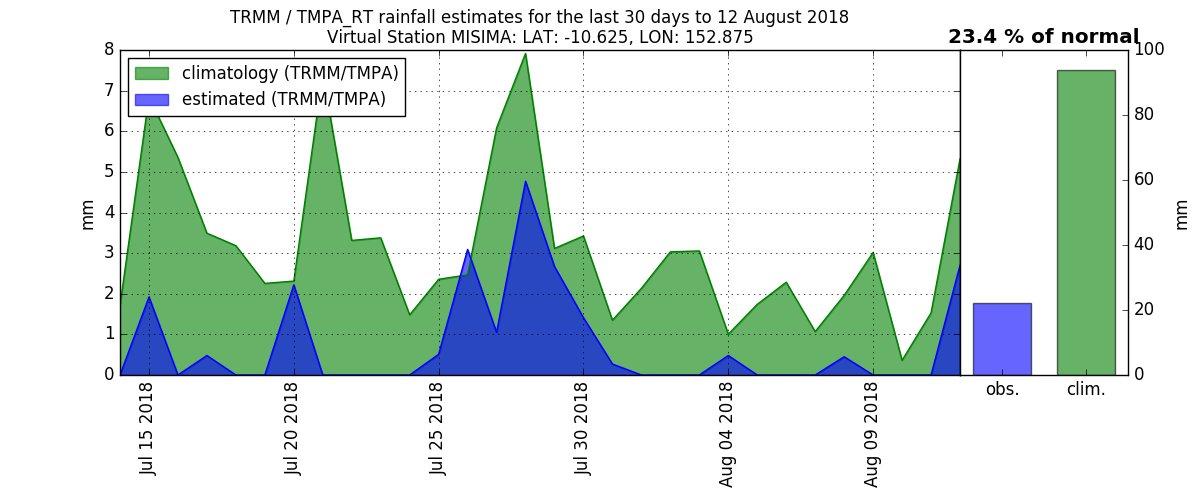 TRMM / TMPA_RT rainfall estimates for the last 30 days to 12 August 2018
Virtual Station MISIMA: LAT: -10.625, LON: 152.875
23.4 % of normal
climatology (TRMM/TMPA)
estimated (TRMM/TMPA)
8
7
6
5
4
3
2
1
0
mm
Jul 15 2018
Jul 20 2018
Jul 25 2018
Jul 30 2018
Aug 04 2018
Aug 09 2018
obs.
clim.
100
80
60
40
20
0
mm